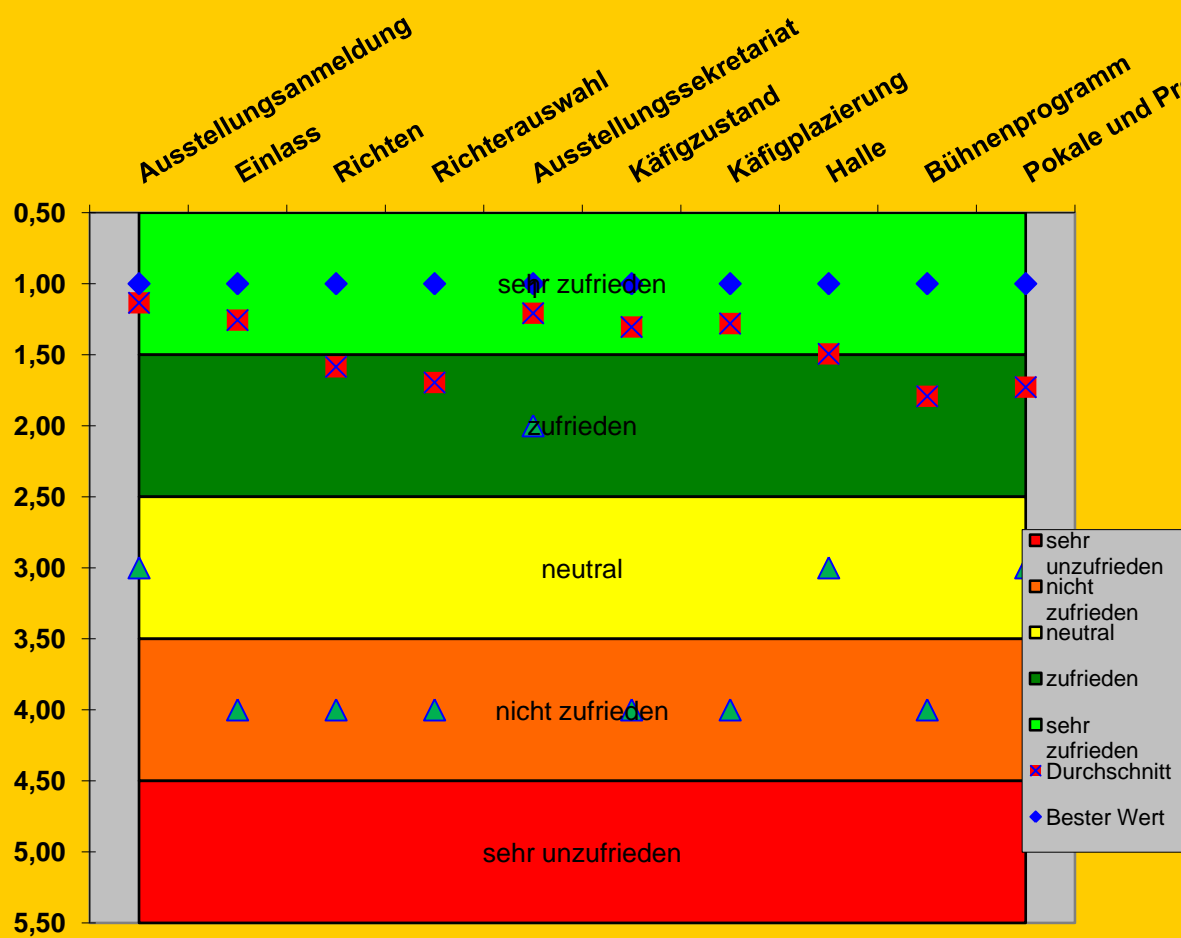 Ausstellungsanmeldung
Einlass
Richten
Richterauswahl
Ausstellungssekretariat
Käfigzustand
Käfigplazierung
Halle
Bühnenprogramm
Pokale und
0,50
1,00
1,50
2,00
2,50
3,00
3,50
4,00
4,50
5,00
5,50
sehr zufrieden
zufrieden
neutral
nicht zufrieden
sehr unzufrieden
sehr
unzufrieden
nicht
zufrieden
neutral
zufrieden
sehr
zufrieden
Durchschnitt
Bester Wert